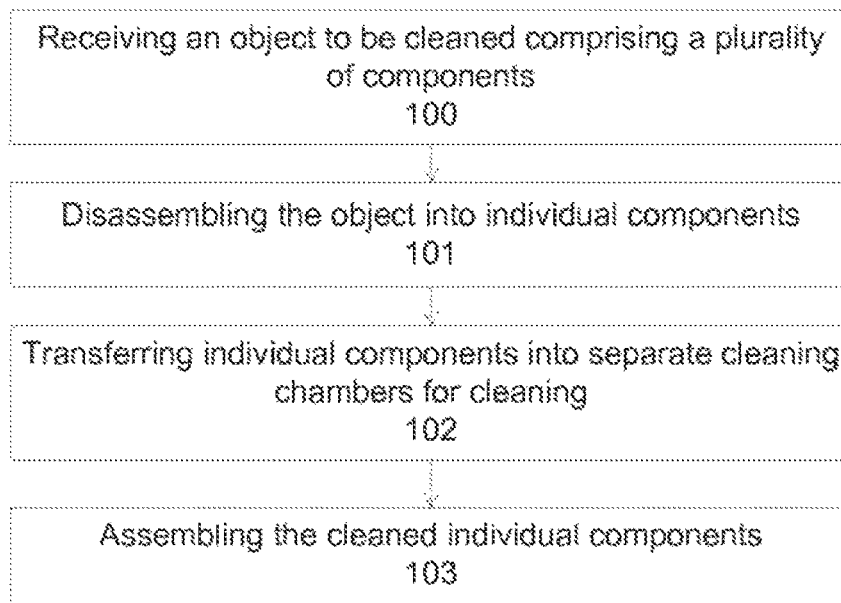 Receiving an object to be cleaned comprising a plurality
of components
100
Disassembling the object into individual components
101
Transferring individual components into separate cleaning
chambers for cleaning
102
Assembling the cleaned individual components
103